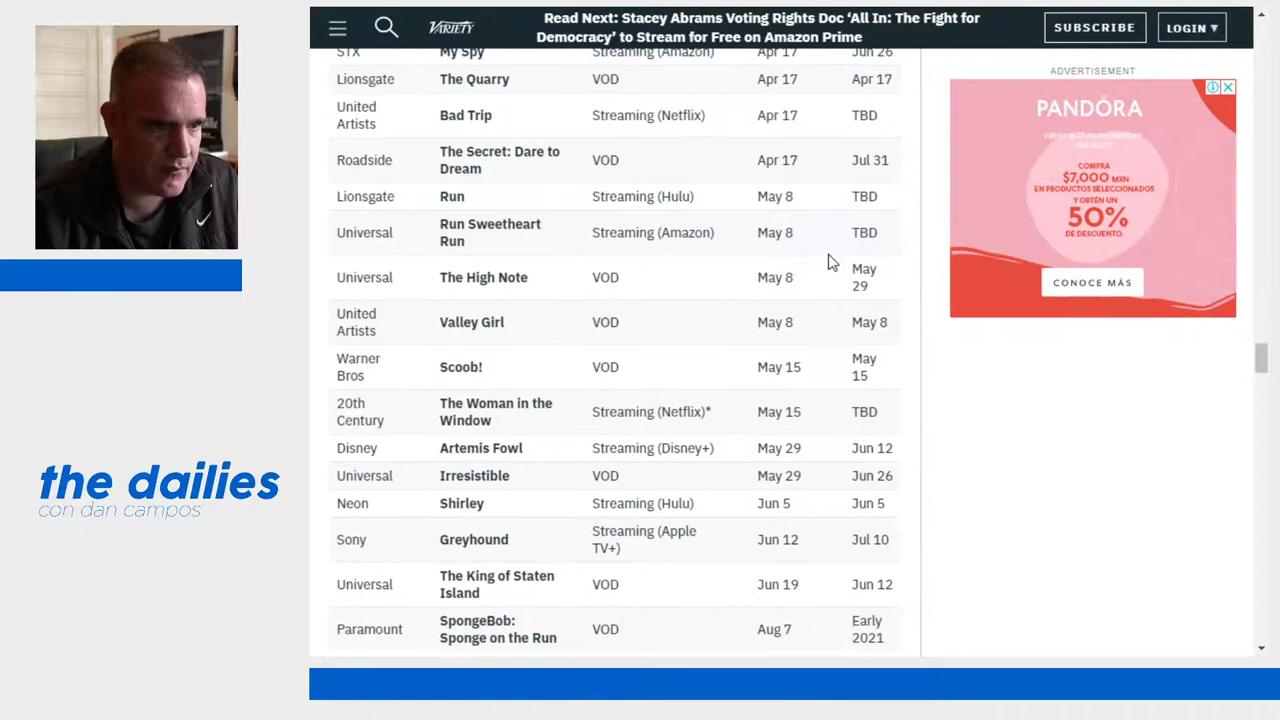 Read Next: Stacey Abrams Voting Rights Doc ‘All In: The Fight for
Democracy’ to Stream for Free on Amazon Prime
VARIETY
SUBSCRIBE
LOGIN ▾
STX My Spy Streaming (Amazon) Apr 17 Jun 26
Lionsgate The Quarry VOD Apr 17 Apr 17
United
Artists
Bad Trip Streaming (Netflix) Apr 17 TBD
Roadside
The Secret: Dare to
Dream
VOD Apr 17 Jul 31
Lionsgate Run Streaming (Hulu) May 8 TBD
Universal
Run Sweetheart
Run
Streaming (Amazon) May 8 TBD
Universal The High Note VOD May 8
May
29
United
Artists
Valley Girl VOD May 8 May 8
Warner
Bros
Scoob! VOD May 15
May
15
20th
Century
The Woman in the
Window
Streaming (Netflix)* May 15 TBD
Disney Artemis Fowl Streaming (Disney+) May 29 Jun 12
Universal Irresistible VOD May 29 Jun 26
Neon Shirley Streaming (Hulu) Jun 5 Jun 5
Sony Greyhound
Streaming (Apple
TV+)
Jun 12 Jul 10
Universal
The King of Staten
Island
VOD Jun 19 Jun 12
Paramount
SpongeBob:
Sponge on the Run
VOD Aug 7
Early
2021
ADVERTISEMENT
PANDÓRA
COMPRA
$7,000 MXN
EN PRODUCTOS SELECCIONADOS
Y OBTÉN UN
50%
DE DESCUENTO.
CONOCE MÁS
the dailies
con dan campos